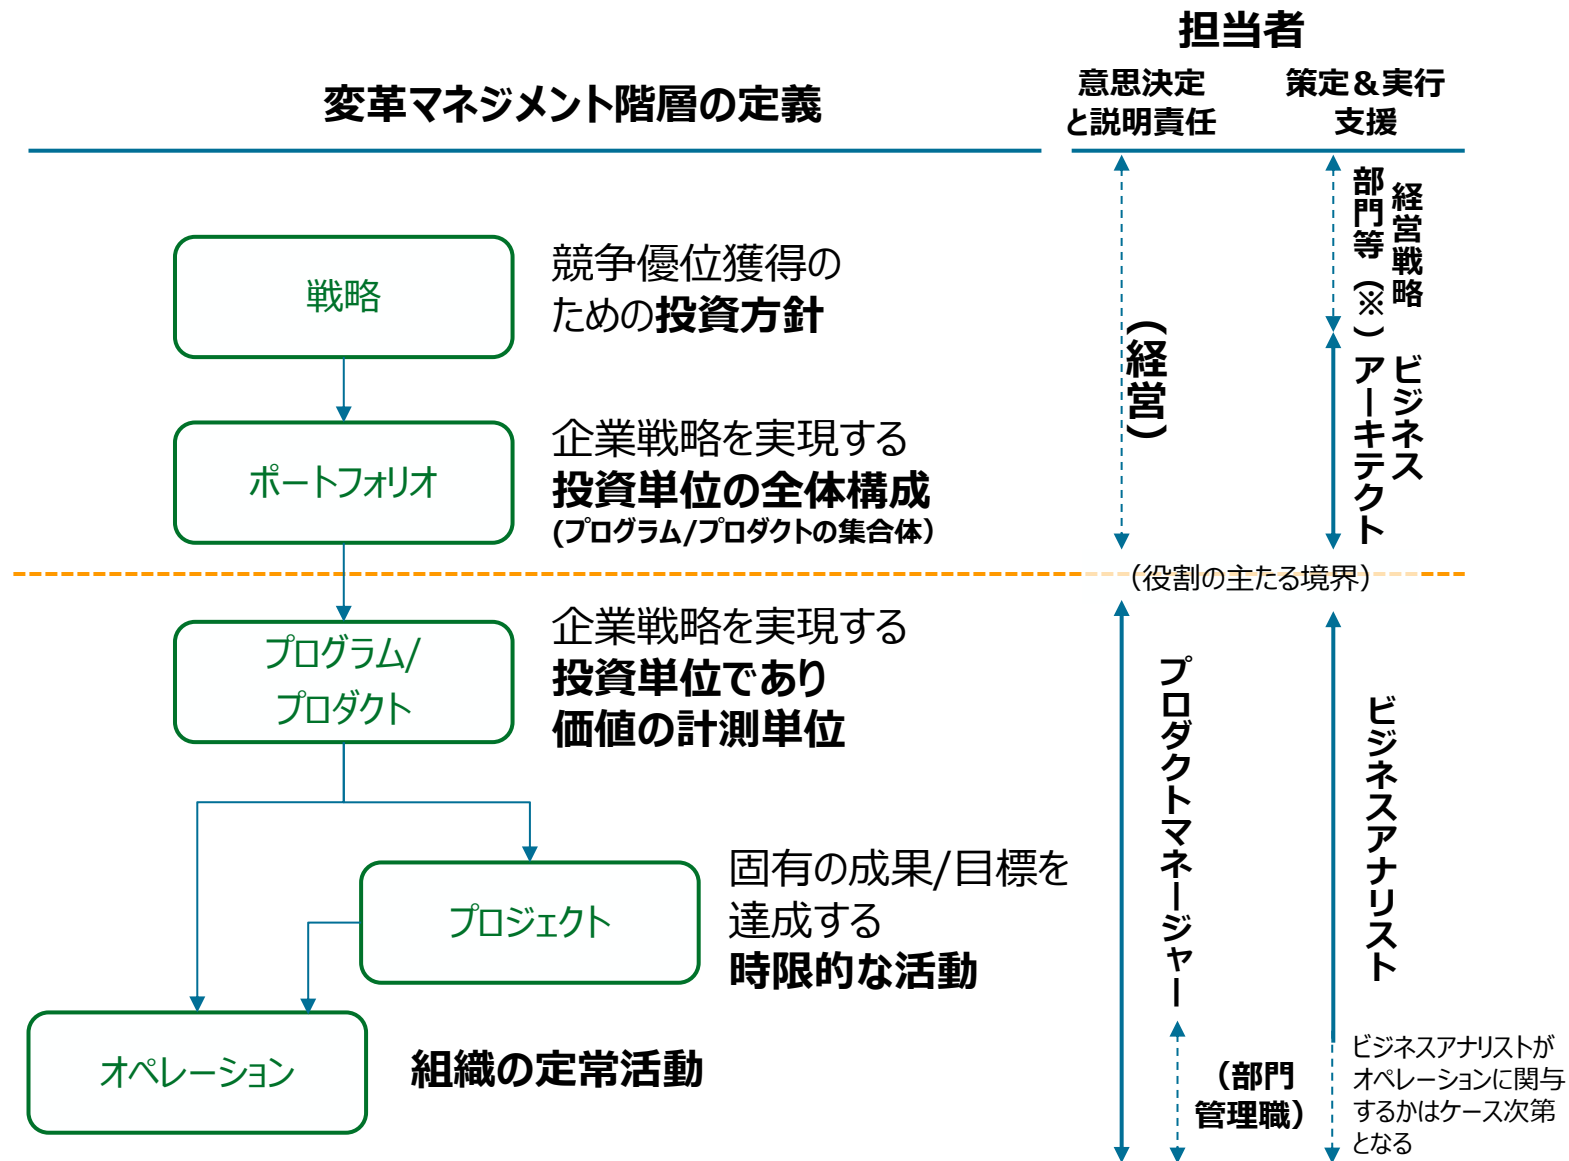 担当者
変革マネジメント階層の定義
意思決定
と説明責任
策定＆実行
支援
戦略
競争優位獲得の
ための投資方針
経営戦略
部門等（※）
（経営）
ビジネス
アーキテクト
ポートフォリオ
企業戦略を実現する
投資単位の全体構成
(プログラム/プロダクトの集合体）
（役割の主たる境界）
プログラム/
プロダクト
企業戦略を実現する
投資単位であり
価値の計測単位
プロダクトマネージャー
ビジネスアナリスト
プロジェクト
固有の成果/目標を
達成する
時限的な活動
オペレーション
組織の定常活動
（部門
管理職）
ビジネスアナリストが
オペレーションに関与
するかはケース次第
となる